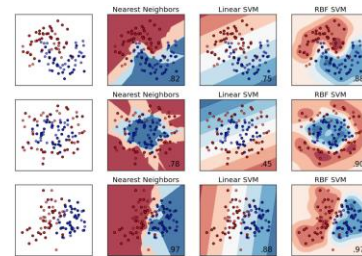 Nearest Neighbors Linear SVM RBF SVM
.82 .75
Nearest Neighbors Linear SVM RBF SVM
.78 .45 .90
Nearest Neighbors Linear SVM RBF SVM
.97 .88 .97